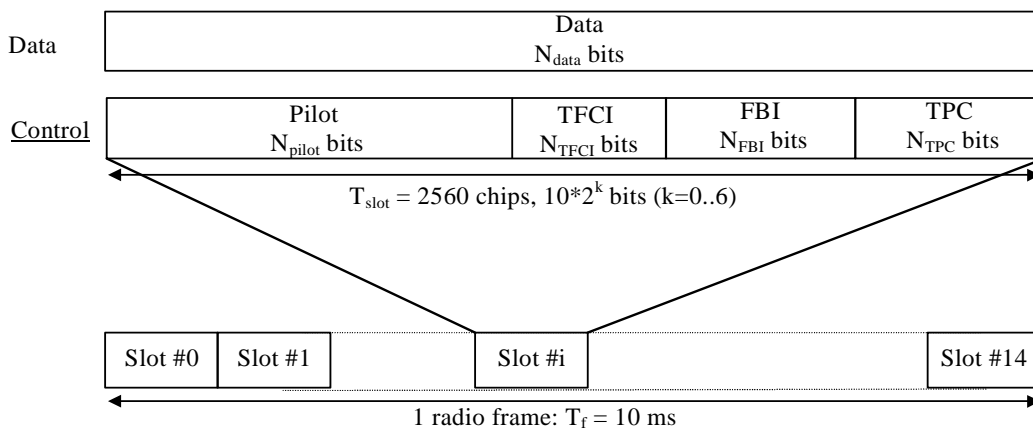 Data
Data
N_data bits
Control
Pilot
N_pilot bits
TFCI
N_TFCI bits
FBI
N_FBI bits
TPC
N_TPC bits
T_slot = 2560 chips, 10*2^k bits (k=0..6)
Slot #0
Slot #1
Slot #i
Slot #14
1 radio frame: T_f = 10 ms